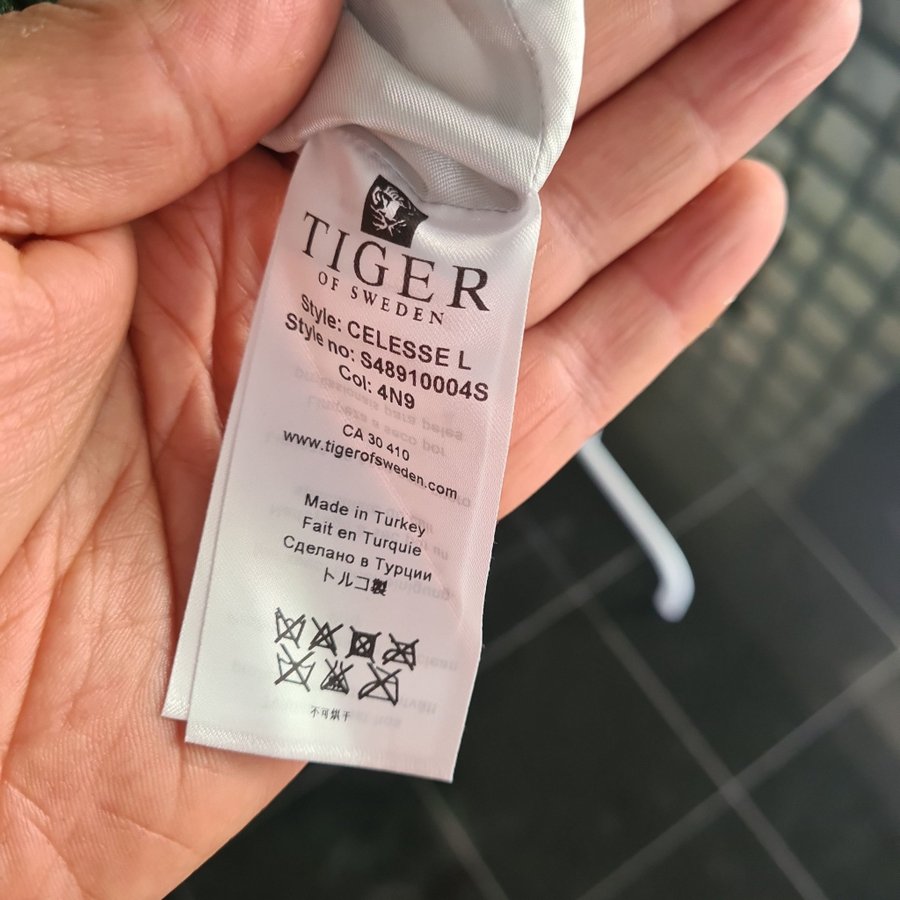 TIGER
OF SWEDEN
Style: CELESSE L
Style no: S48910004S
Col: 4N9
CA 30 410
www.tigerofsweden.com
Made in Turkey
Fait en Turquie
Сделано в Турции
トルコ製
不可烘干